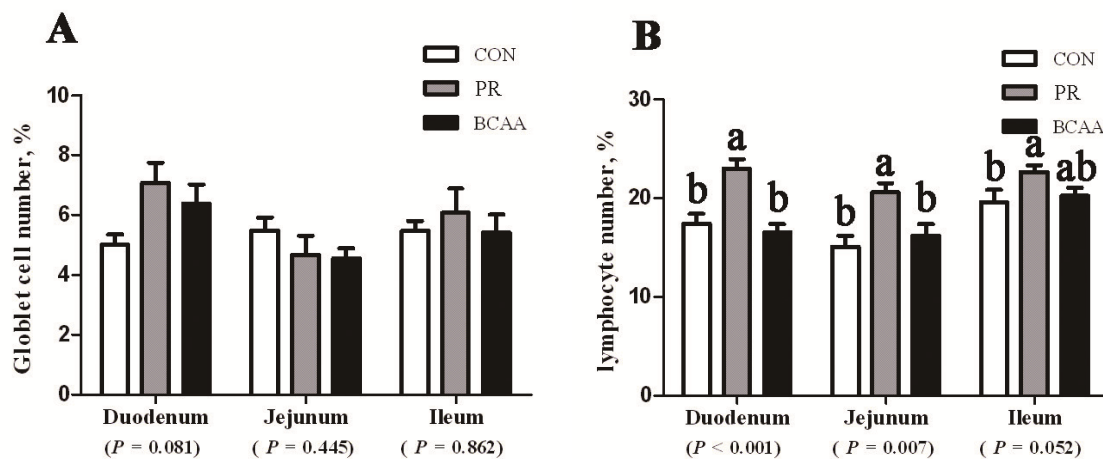 A
CON
PR
BCAA
Globlet cell number, %
10
8
6
4
2
0
Duodenum
Jejunum
Ileum
(P = 0.081)
( P = 0.445)
( P = 0.862)
B
CON
PR
BCAA
lymphocyte number, %
30
20
10
0
b
a
b
b
a
b
b
a
ab
Duodenum
Jejunum
Ileum
(P < 0.001)
( P = 0.007)
( P = 0.052)